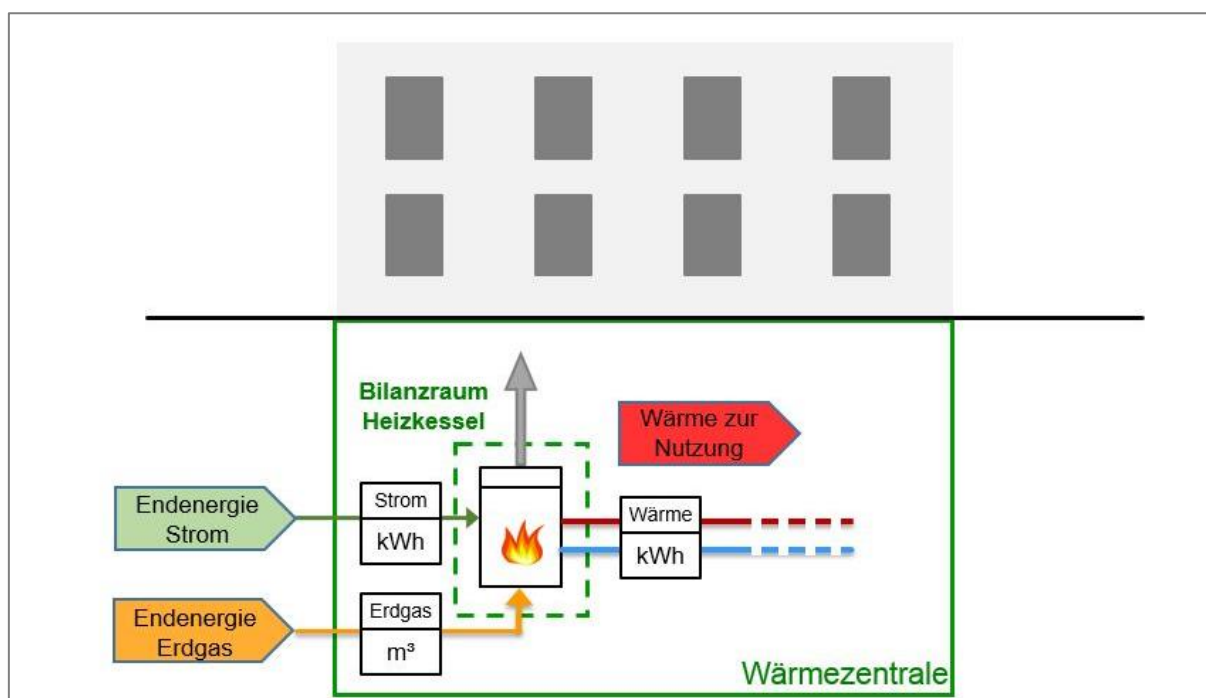 Bilanzraum
Heizkessel
Wärme zur
Nutzung
Endenergie
Strom
Strom
kWh
Wärme
kWh
Endenergie
Erdgas
Erdgas
m³
Wärmezentrale